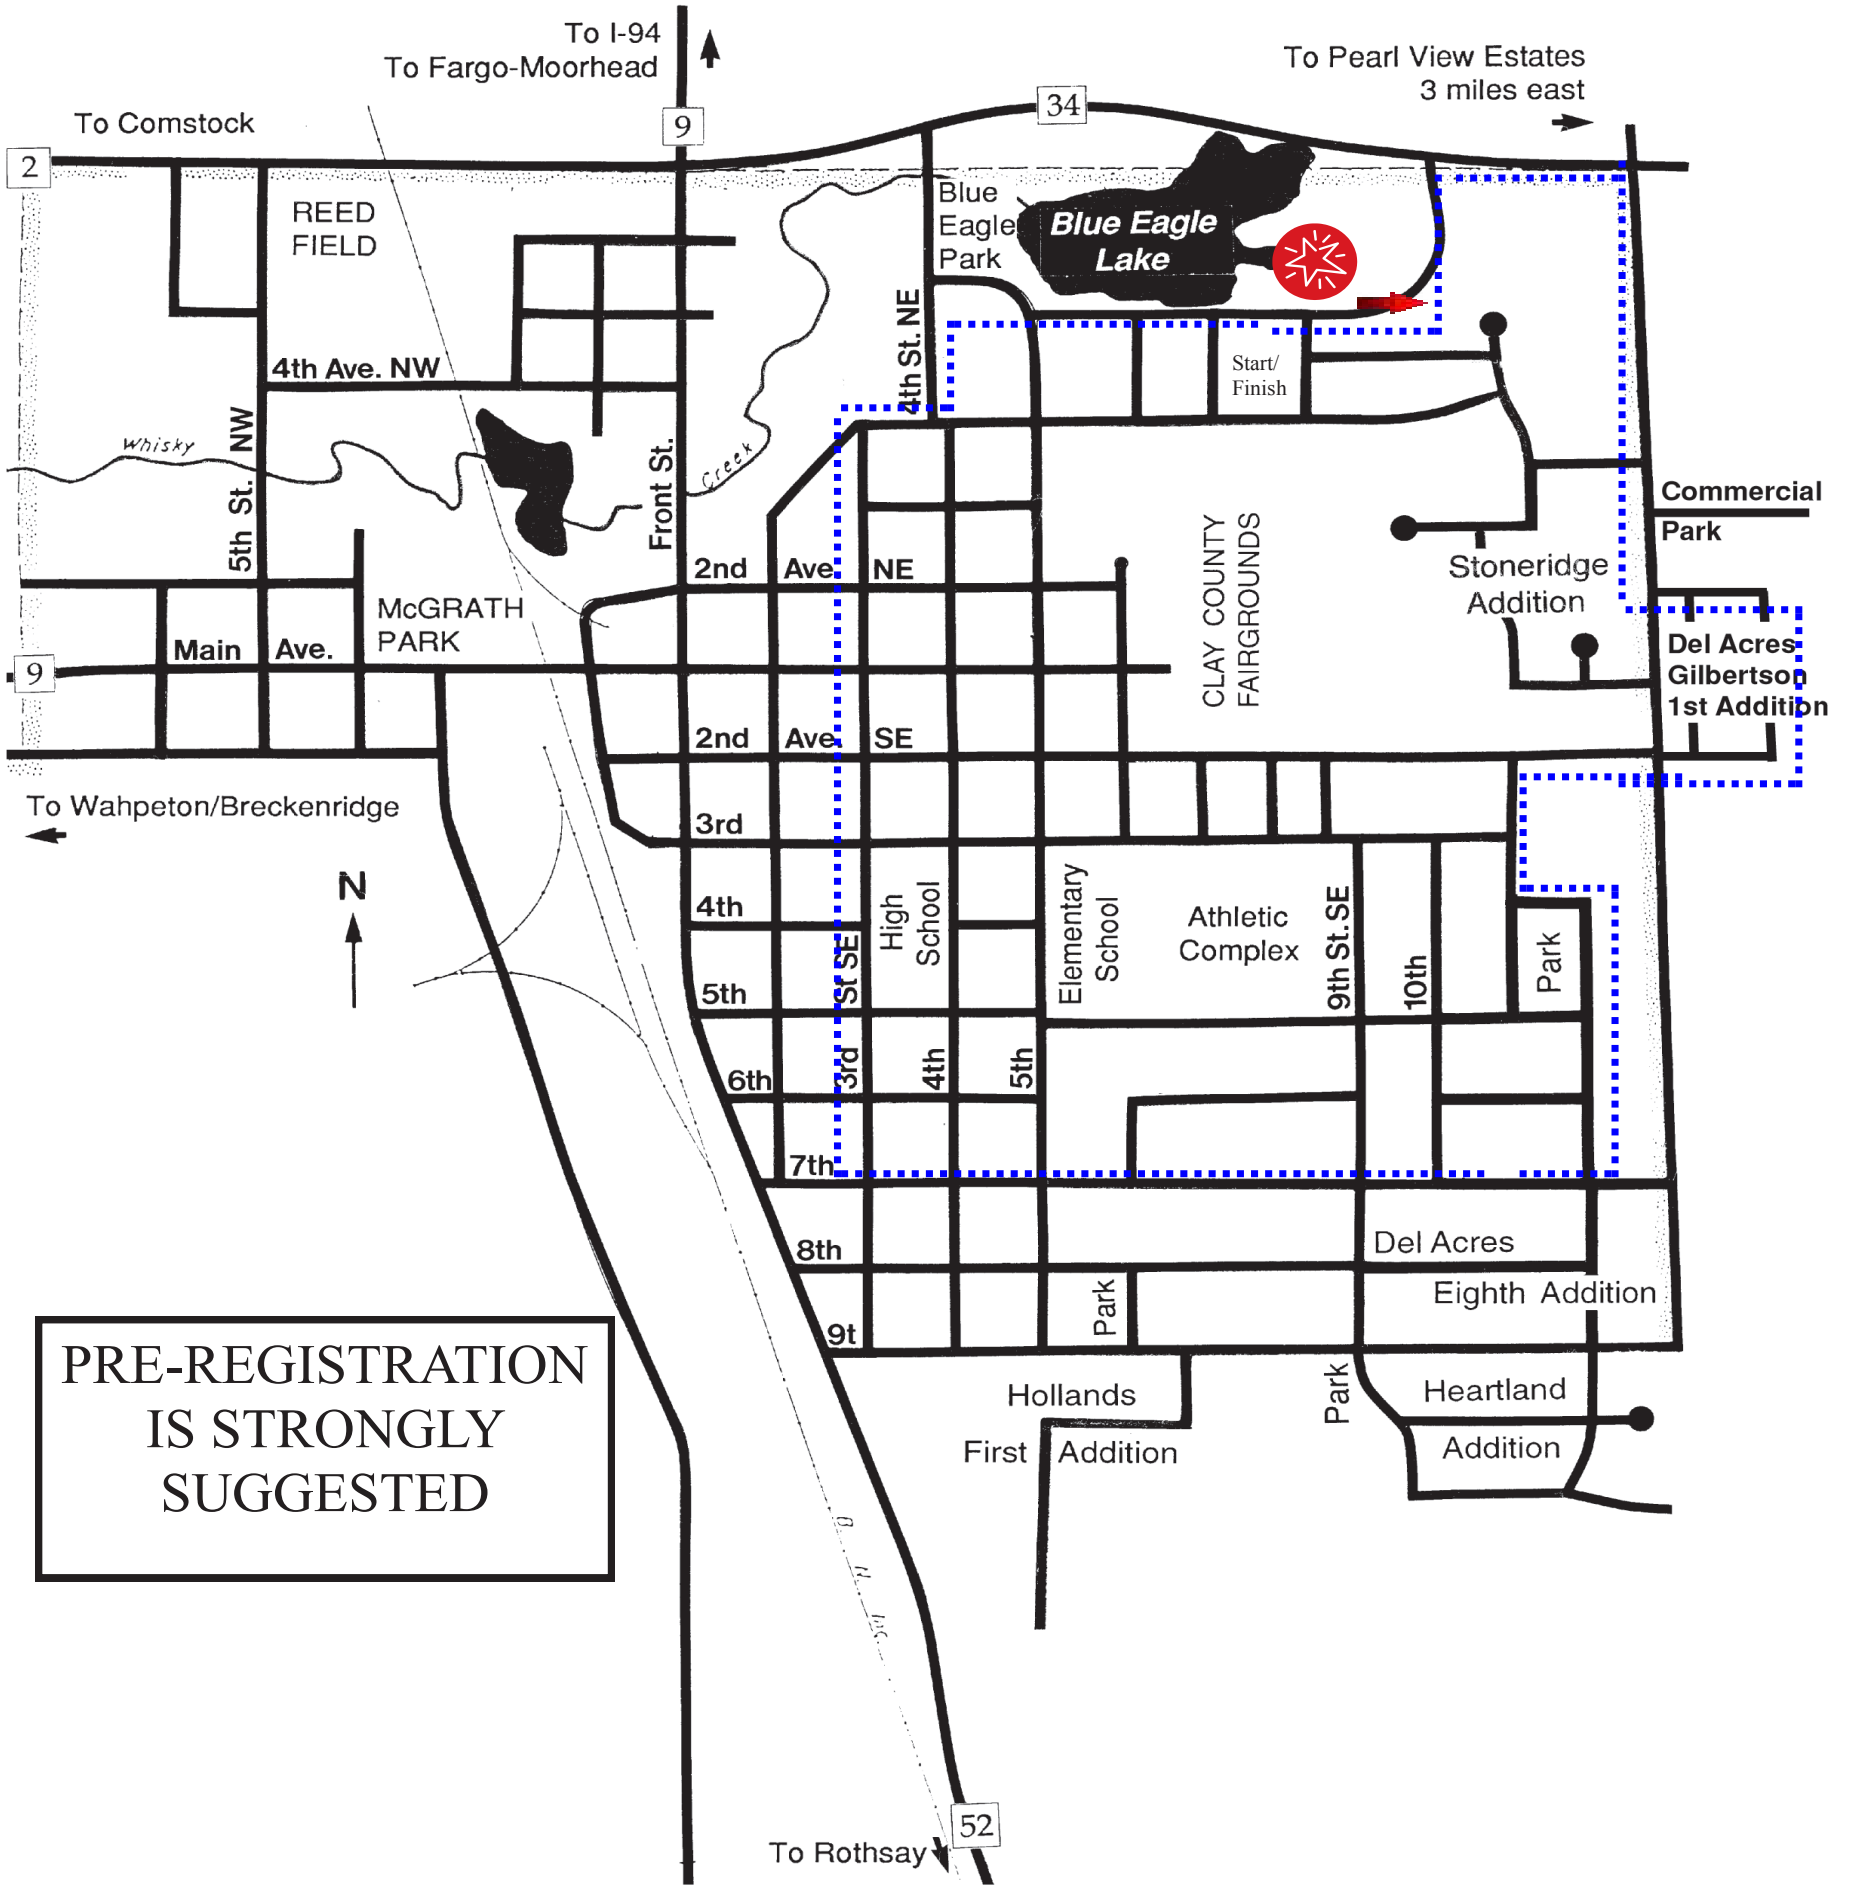 To I-94
To Fargo-Moorhead
To Pearl View Estates
3 miles east
34
9
To Comstock
2
REED
FIELD
Blue
Eagle
Park
Blue Eagle
Lake
4th St. NE
Start/
Finish
4th Ave. NW
5th St. NW
Whisky
Front St.
Creek
Commercial
Park
CLAY COUNTY
FAIRGROUNDS
Stoneridge
Addition
2nd Ave NE
McGRATH
PARK
Main Ave.
9
Del Acres
Gilbertson
1st Addition
2nd Ave SE
To Wahpeton/Breckenridge
3rd
N
4th
High
School
Elementary
School
Athletic
Complex
9th St. SE
10th
Park
5th
3rd St SE
4th
5th
6th
7th
8th
Del Acres
Eighth Addition
Park
9t
PRE-REGISTRATION
IS STRONGLY
SUGGESTED
Hollands
First Addition
Park
Heartland
Addition
B. N. Inc
52
To Rothsay